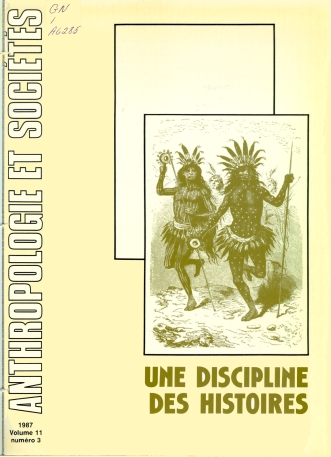 GN
1
A6285
ANTHROPOLOGIE ET SOCIÉTÉS
UNE DISCIPLINE
DES HISTOIRES
1987
Volume 11
numéro 3